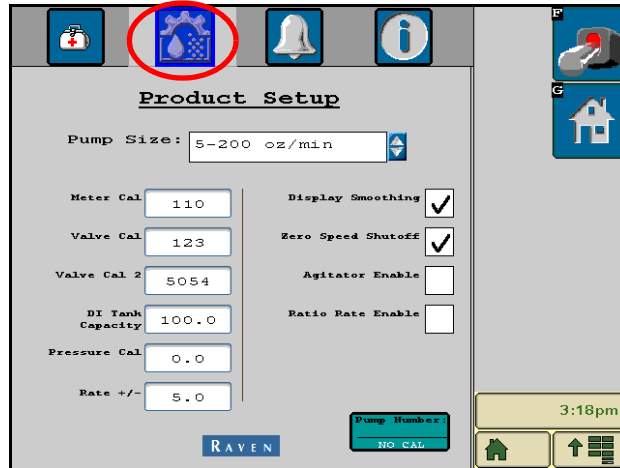 F
G
Product Setup
Pump Size: 5-200 oz/min
Meter Cal 110
Display Smoothing
Valve Cal 123
Zero Speed Shutoff
Valve Cal 2 5054
Agitator Enable
DI Tank
Capacity 100.0
Ratio Rate Enable
Pressure Cal 0.0
Rate +/- 5.0
Pump Number:
NO CAL
RAVEN
3:18pm